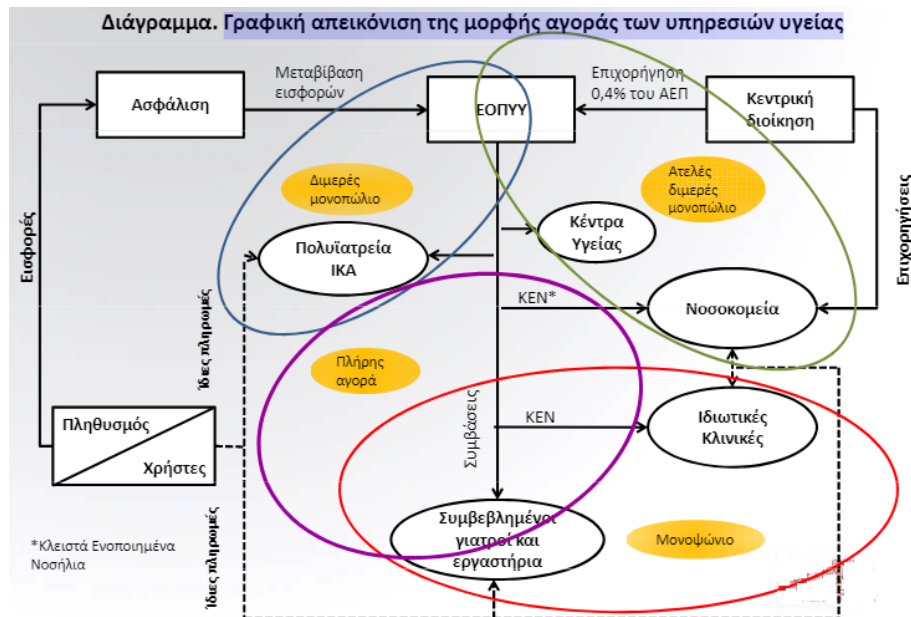 Διάγραμμα. Γραφική απεικόνιση της μορφής αγοράς των υπηρεσιών υγείας
Ασφάλιση
Μεταβίβαση
εισφορών
ΕΟΠΥΥ
Επιχορήγηση
0,4% του ΑΕΠ
Κεντρική
διοίκηση
Διμερές
μονοπώλιο
Ατελές
διμερές
μονοπώλιο
Εισφορές
Επιχορηγήσεις
Πολυϊατρεία
ΙΚΑ
Κέντρα
Υγείας
Ίδιες πληρωμές
ΚΕΝ*
Νοσοκομεία
Πλήρης
αγορά
Πληθυσμός
Χρήστες
Συμβάσεις
ΚΕΝ
Ιδιωτικές
Κλινικές
Ίδιες πληρωμές
Συμβεβλημένοι
γιατροί και
εργαστήρια
Μονοψώνιο
*Κλειστά Ενοποιημένα
Νοσήλια